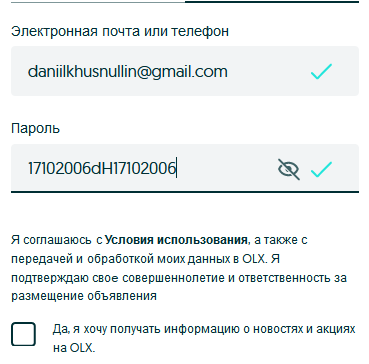 Электронная почта или телефон
daniilkhusnullin@gmail.com
Пароль
17102006dH17102006
Я соглашаюсь с Условия использования, а также с
передачей и обработкой моих данных в OLX. Я
подтверждаю свое совершеннолетие и ответственность за
размещение объявления
Да, я хочу получать информацию о новостях и акциях
на OLX.